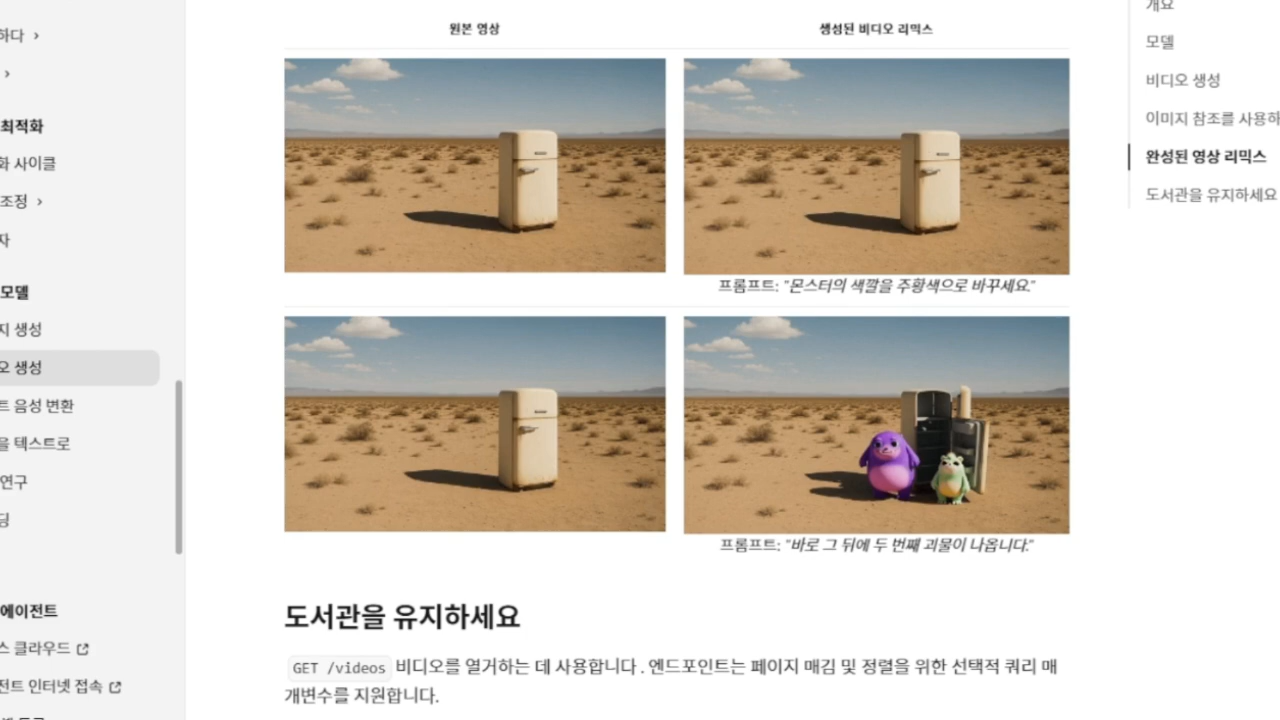 하다
최적화
화 사이클
조정
자
모델
지 생성
오 생성
트 음성 변환
을 텍스트로
연구
딩
에이전트
스 클라우드
전트 인터넷 접속
원본 영상
생성된 비디오 리믹스
프롬프트: "몬스터의 색깔을 주황색으로 바꾸세요."
프롬프트: "바로 그 뒤에 두 번째 괴물이 나옵니다."
도서관을 유지하세요
GET /videos 비디오를 열거하는 데 사용합니다 . 엔드포인트는 페이지 매김 및 정렬을 위한 선택적 쿼리 매
개변수를 지원합니다.
개요
모델
비디오 생성
이미지 참조를 사용하
완성된 영상 리믹스
도서관을 유지하세요